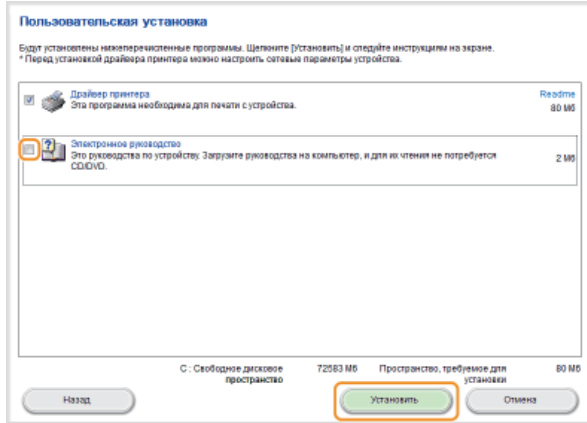 Пользовательская установка
Будут установлены нижеперечисленные программы. Щелкните [Установить] и следуйте инструкциям на экране.
* Перед установкой драйвера принтера можно настроить сетевые параметры устройства.
Драйвер принтера
Readme
Эта программа необходима для печати с устройства.
80 Мб
Электронное руководство
Это руководства по устройству. Загрузите руководства на компьютер, и для их чтения не потребуется
2 Мб
CD/DVD.
C : Свободное дисковое
72583 Мб
Пространство, требуемое для
80 Мб
пространство
установки
Назад
Установить
Отмена